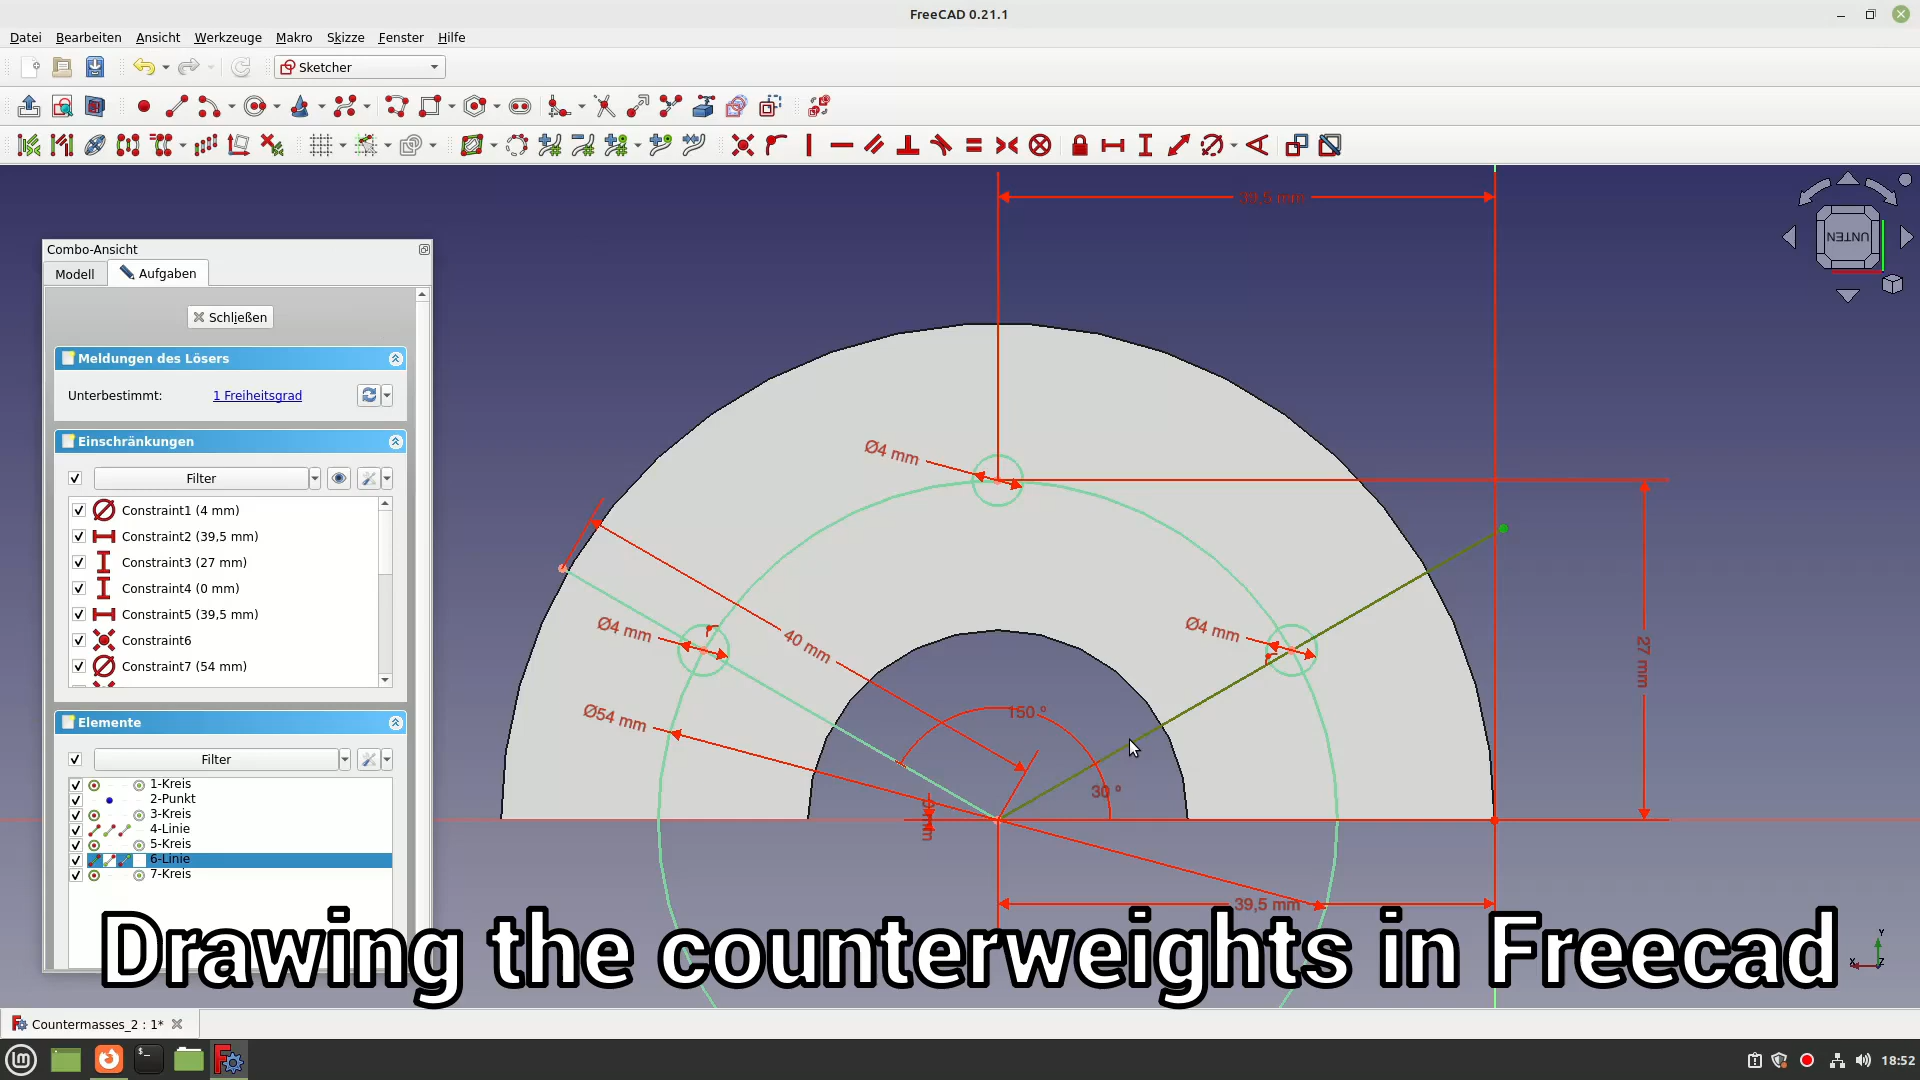 FreeCAD 0.21.1
Datei Bearbeiten Ansicht Werkzeuge Makro Skizze Fenster Hilfe
Sketcher
39,5 mm
UNTEN
Combo-Ansicht
Modell Aufgaben
Schließen
Meldungen des Lösers
Unterbestimmt: 1 Freiheitsgrad
Einschränkungen
Filter
Constraint1 (4 mm)
Constraint2 (39,5 mm)
Constraint3 (27 mm)
Constraint4 (0 mm)
Constraint5 (39,5 mm)
Constraint6
Constraint7 (54 mm)
Elemente
Filter
1-Kreis
2-Punkt
3-Kreis
4-Linie
5-Kreis
6-Linie
7-Kreis
Ø4 mm
Ø4 mm
40 mm
Ø4 mm
27 mm
Ø54 mm
150 °
30 °
0 mm
39,5 mm
Y
X
Z
Drawing the counterweights in Freecad
Countermasses_2 : 1*
18:52